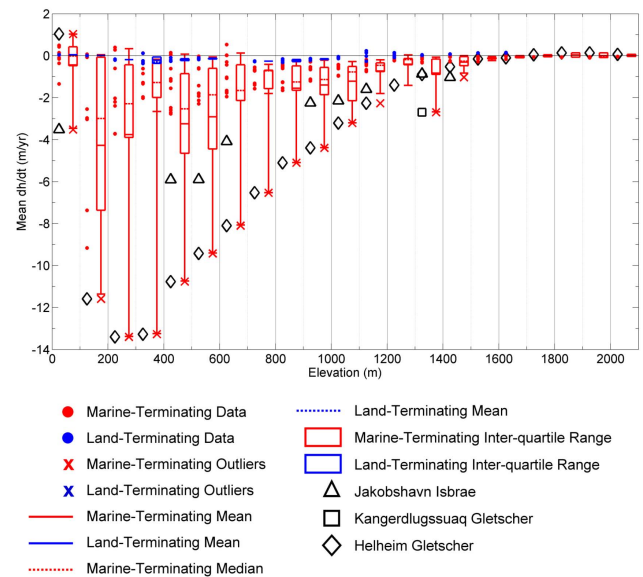 2
0
-2
-4
-6
-8
-10
-12
-14
Mean dh/dt (m/yr)
0 200 400 600 800 1000 1200 1400 1600 1800 2000
Elevation (m)
Marine-Terminating Data
Land-Terminating Data
Marine-Terminating Outliers
Land-Terminating Outliers
Marine-Terminating Mean
Land-Terminating Mean
Marine-Terminating Median
Land-Terminating Mean
Marine-Terminating Inter-quartile Range
Land-Terminating Inter-quartile Range
Jakobshavn Isbrae
Kangerdlugssuaq Gletscher
Helheim Gletscher